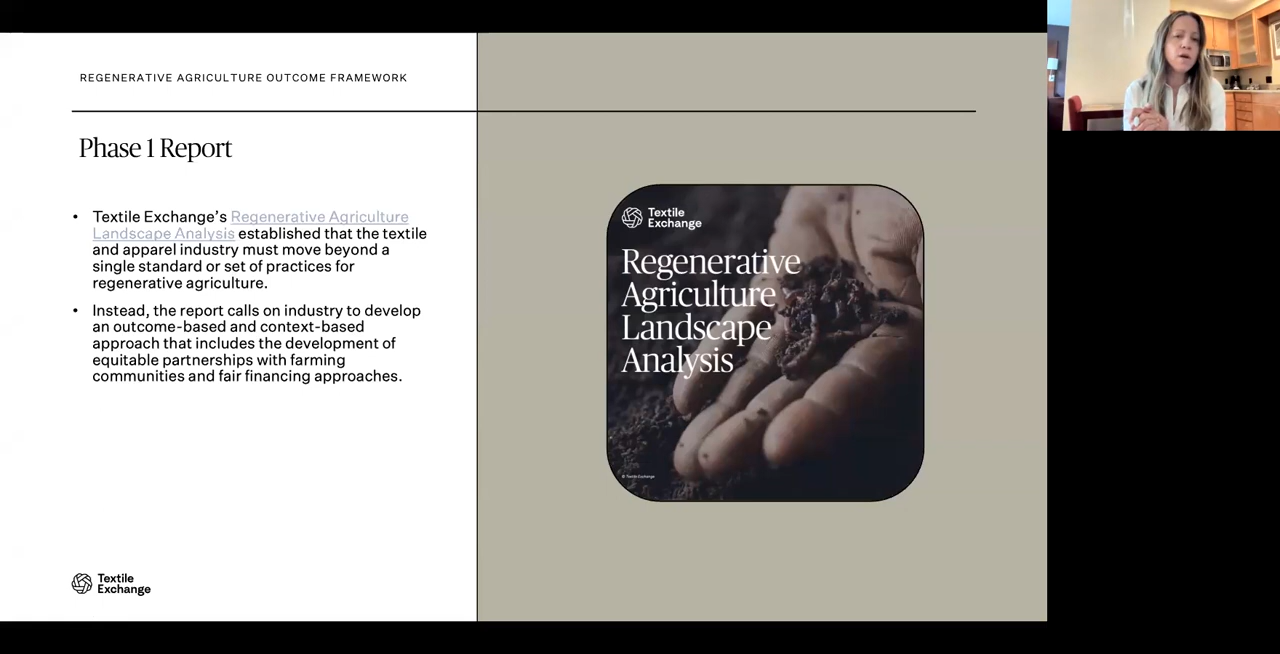 REGENERATIVE AGRICULTURE OUTCOME FRAMEWORK
Phase 1 Report
• Textile Exchange’s Regenerative Agriculture
Landscape Analysis established that the textile
and apparel industry must move beyond a
single standard or set of practices for
regenerative agriculture.
• Instead, the report calls on industry to develop
an outcome-based and context-based
approach that includes the development of
equitable partnerships with farming
communities and fair financing approaches.
Textile
Exchange
Textile
Exchange
Regenerative
Agriculture
Landscape
Analysis
© Textile Exchange